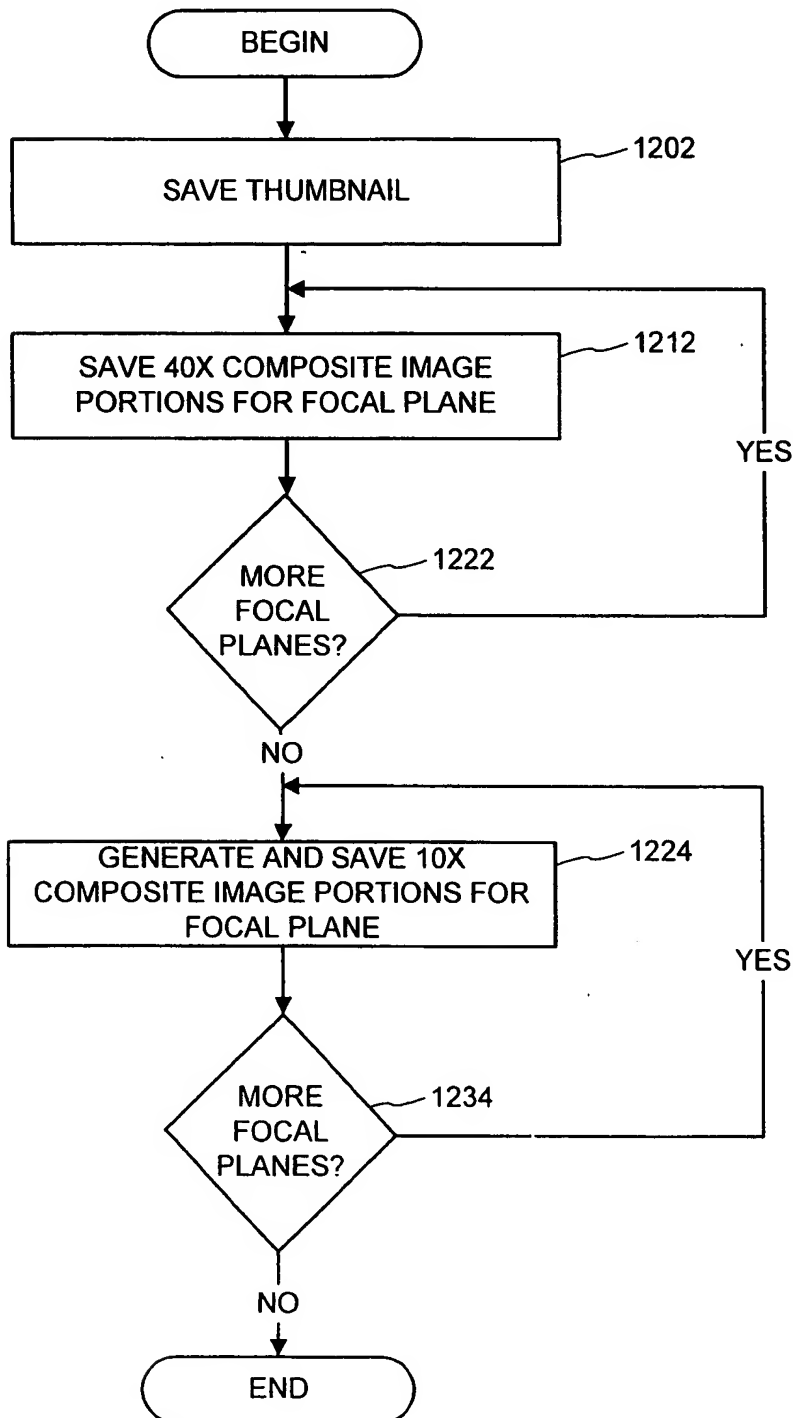 BEGIN
1202
SAVE THUMBNAIL
1212
SAVE 40X COMPOSITE IMAGE
PORTIONS FOR FOCAL PLANE
YES
1222
MORE
FOCAL
PLANES?
NO
1224
GENERATE AND SAVE 10X
COMPOSITE IMAGE PORTIONS FOR
FOCAL PLANE
YES
1234
MORE
FOCAL
PLANES?
NO
END